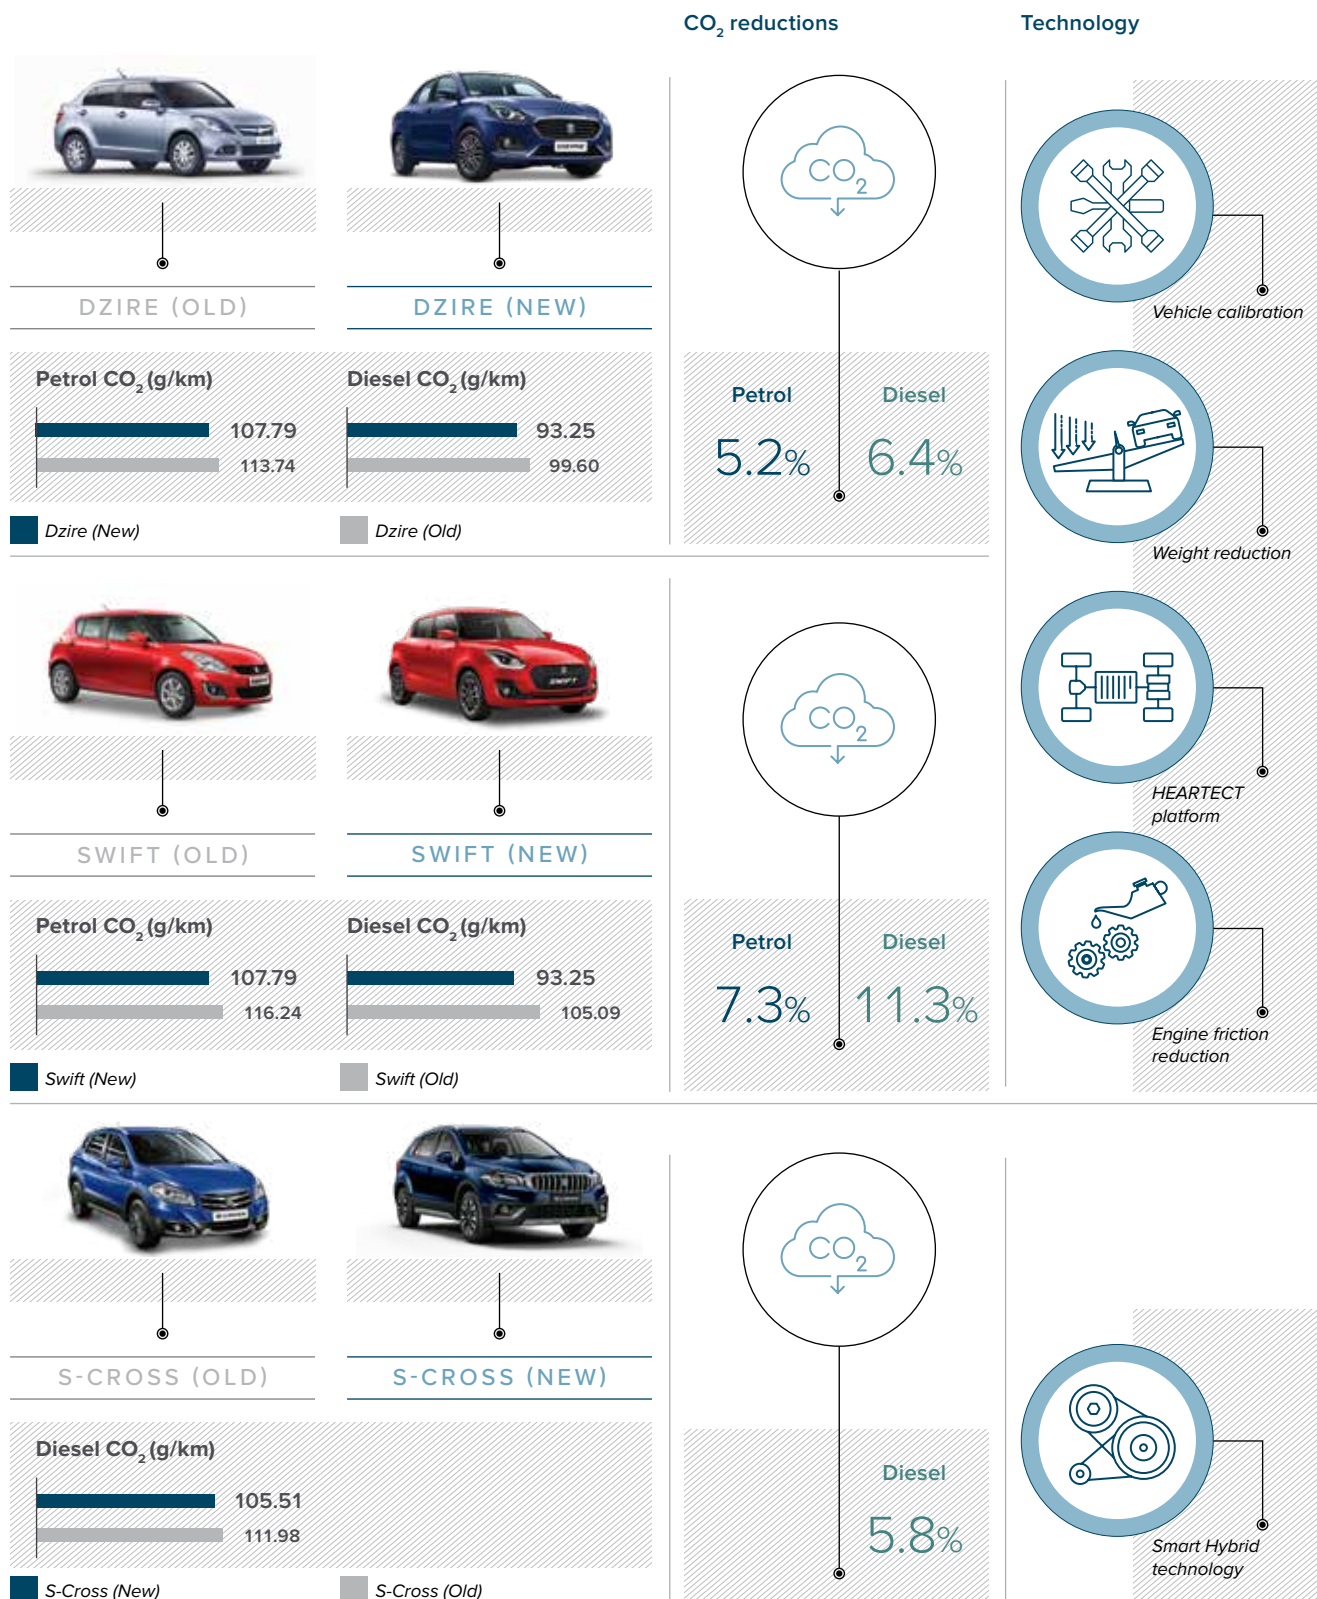 CO2 reductions
Technology
CO2
DZIRE (OLD)
DZIRE (NEW)
Petrol CO2 (g/km)
107.79
113.74
Diesel CO2 (g/km)
93.25
99.60
Dzire (New)
Dzire (Old)
Petrol
5.2%
Diesel
6.4%
Vehicle calibration
Weight reduction
HEARTECT
platform
Engine friction
reduction
SWIFT
CO2
SWIFT (OLD)
SWIFT (NEW)
Petrol CO2 (g/km)
107.79
116.24
Diesel CO2 (g/km)
93.25
105.09
Swift (New)
Swift (Old)
Petrol
7.3%
Diesel
11.3%
CO2
S-CROSS (OLD)
S-CROSS (NEW)
Diesel CO2 (g/km)
105.51
111.98
S-Cross (New)
S-Cross (Old)
Diesel
5.8%
Smart Hybrid
technology